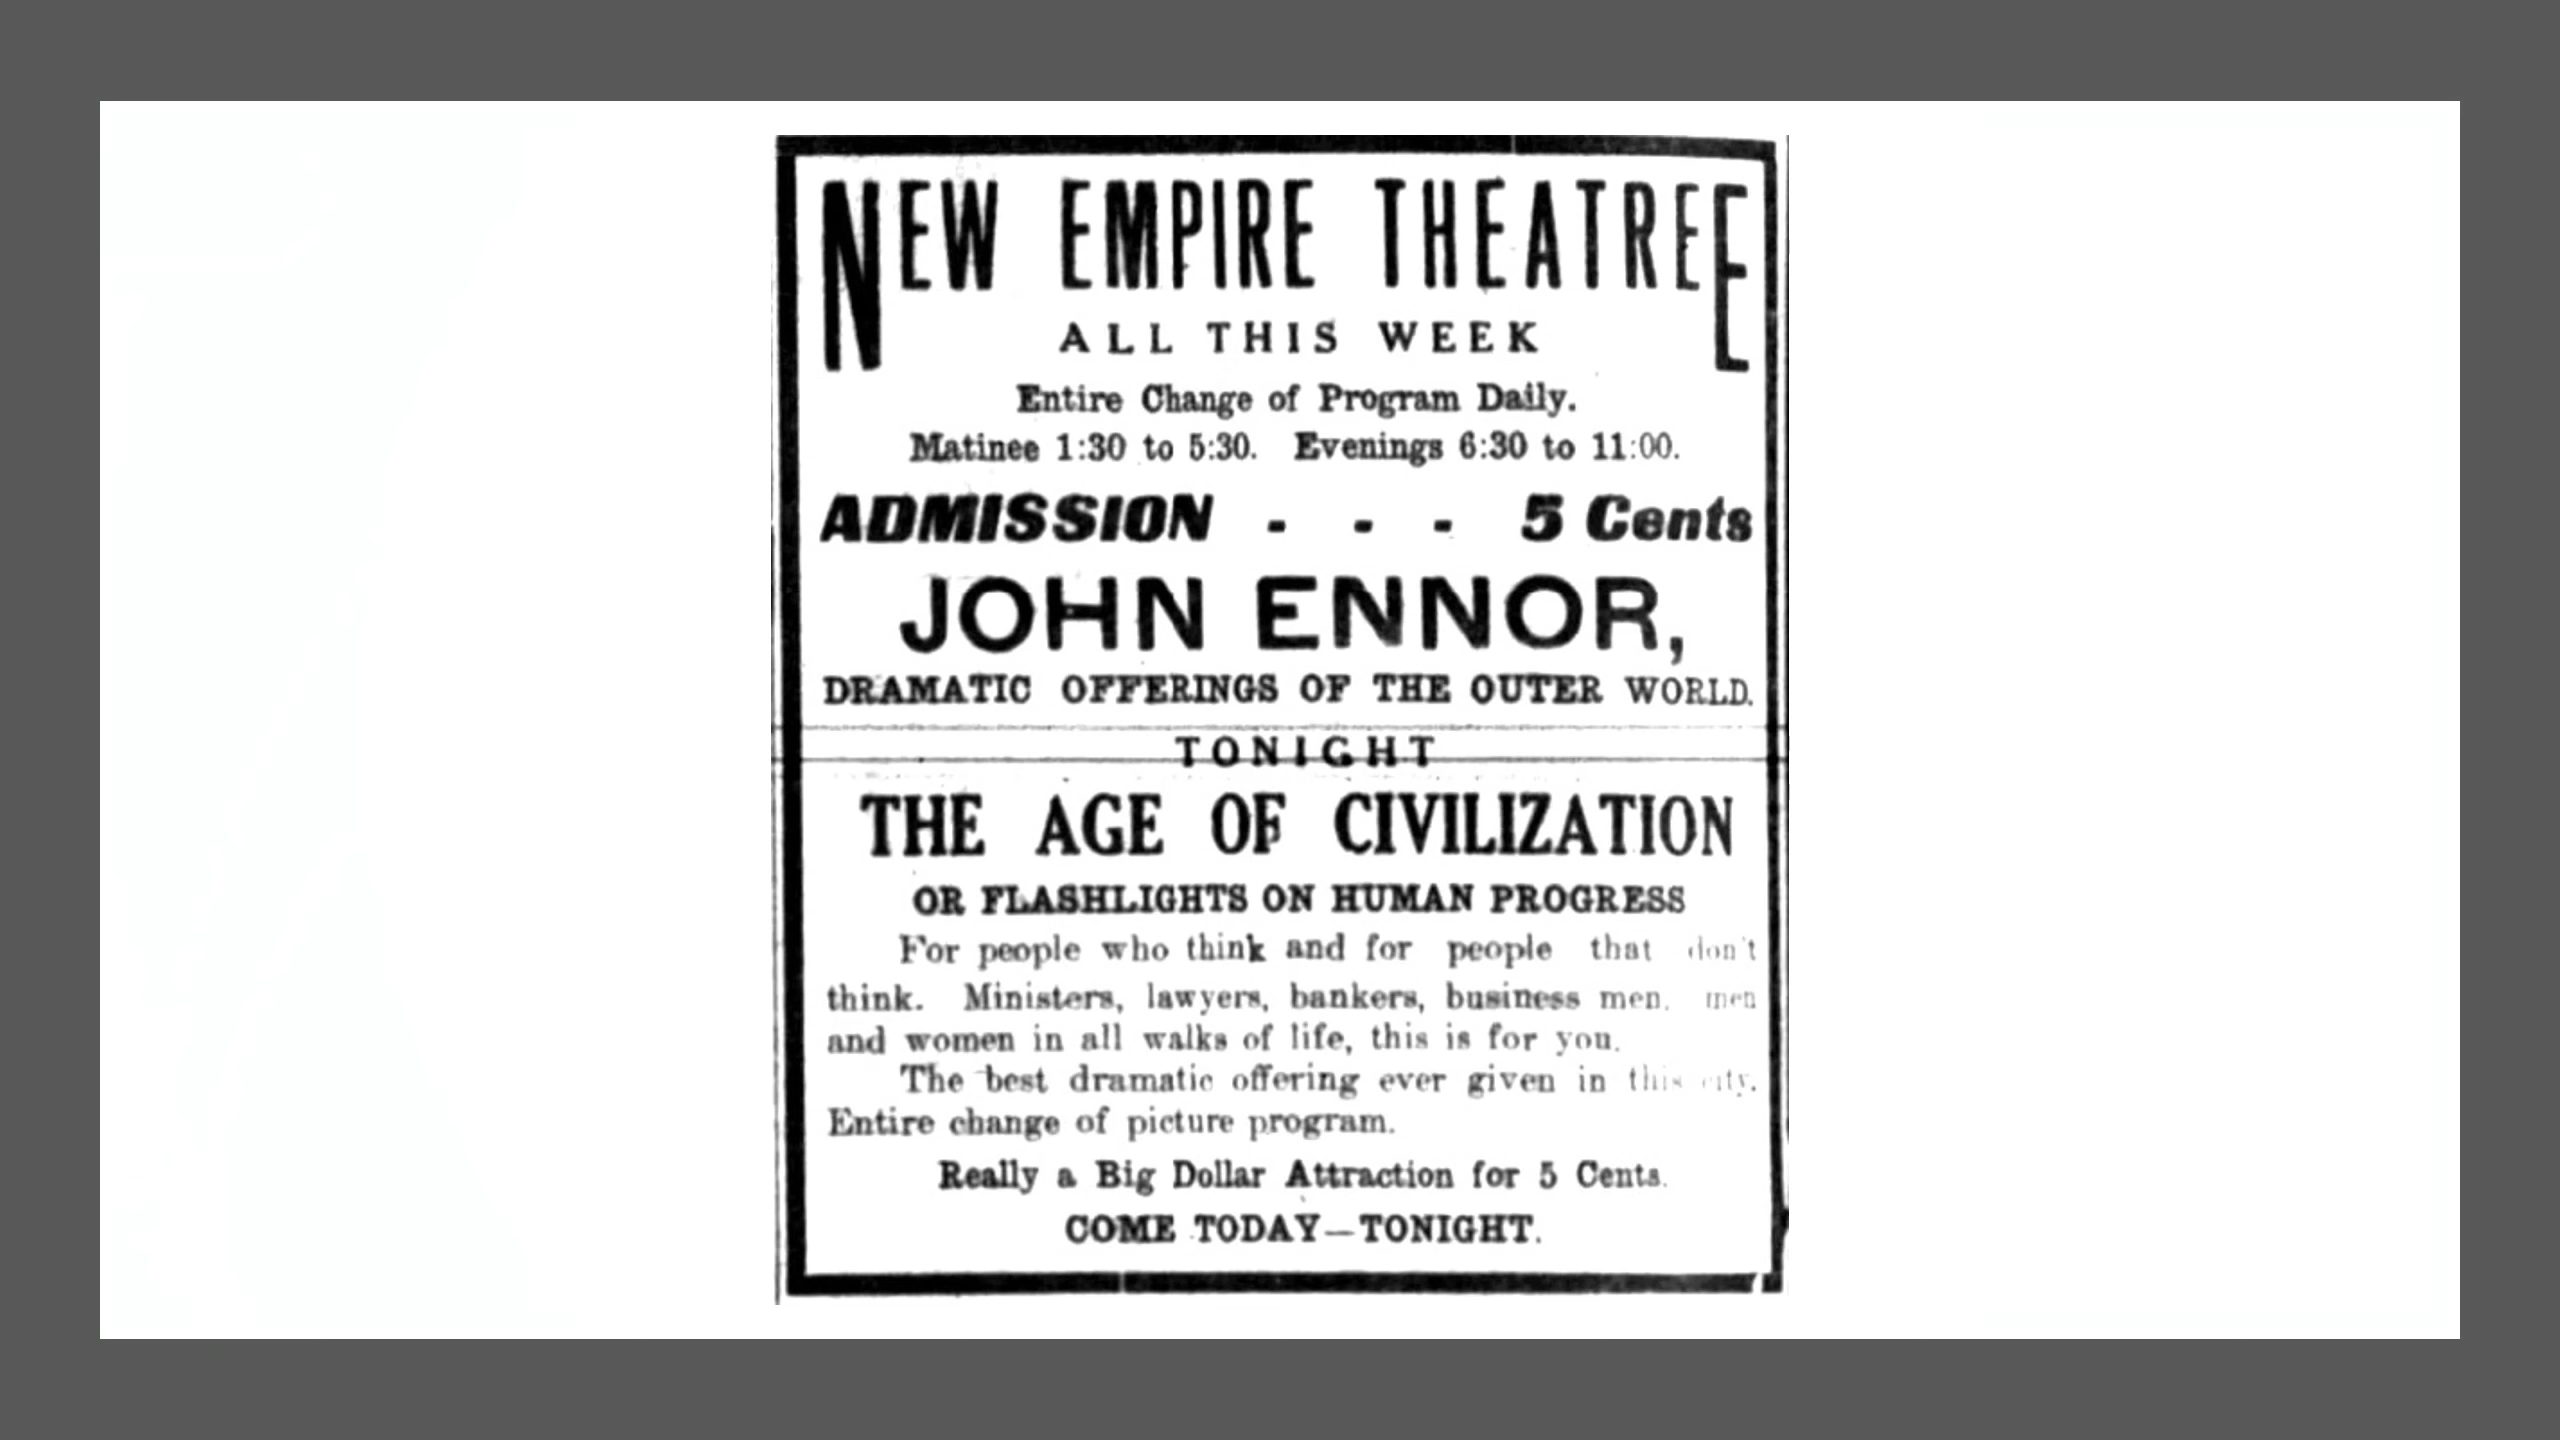 NEW EMPIRE THEATREE
ALL THIS WEEK
Entire Change of Program Daily.
Matinee 1:30 to 5:30. Evenings 6:30 to 11:00.
ADMISSION - - - 5 Cents
JOHN ENNOR,
DRAMATIC OFFERINGS OF THE OUTER WORLD.
TONIGHT
THE AGE OF CIVILIZATION
OR FLASHLIGHTS ON HUMAN PROGRESS
For people who think and for people that don't
think. Ministers, lawyers, bankers, business men, men
and women in all walks of life, this is for you.
The best dramatic offering ever given in this city.
Entire change of picture program.
Really a Big Dollar Attraction for 5 Cents.
COME TODAY—TONIGHT.